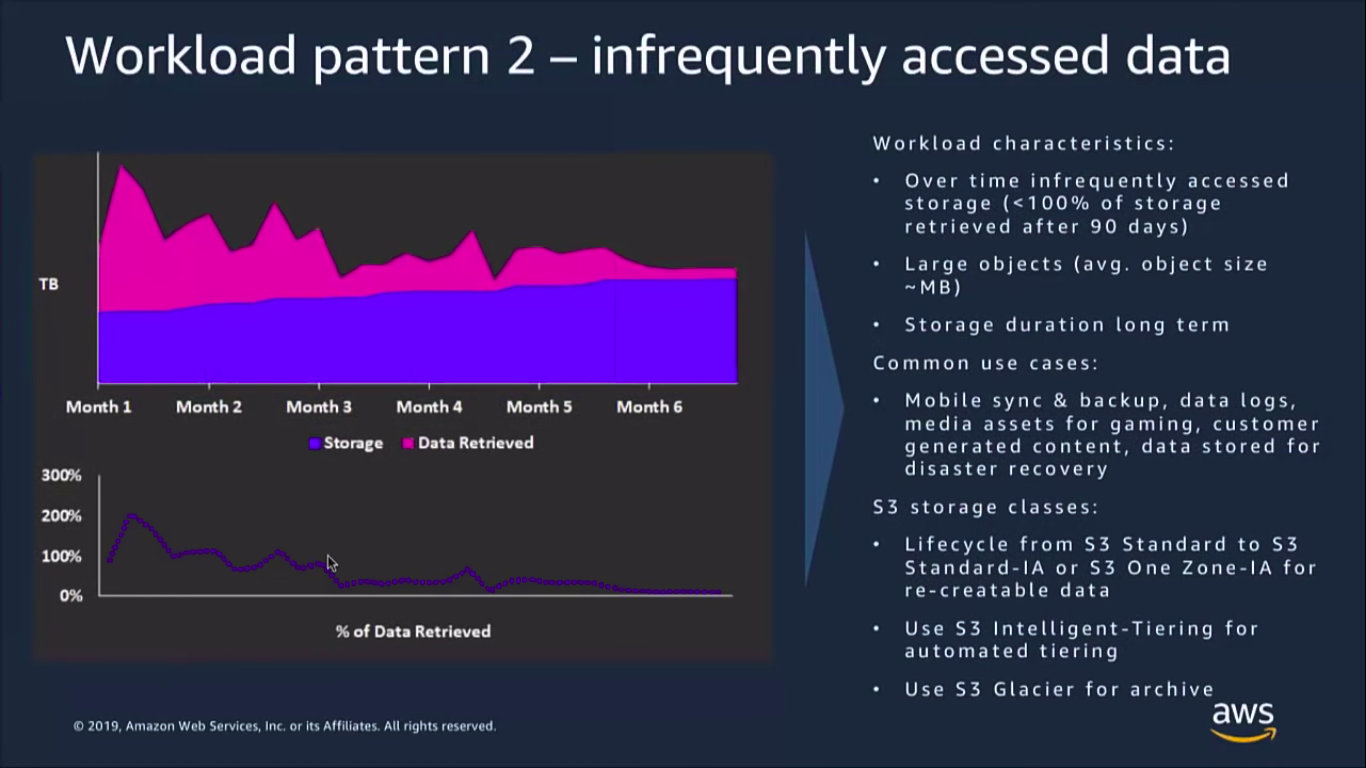 Workload pattern 2 – infrequently accessed data
TB
Month 1 Month 2 Month 3 Month 4 Month 5 Month 6
Storage Data Retrieved
300%
200%
100%
0%
% of Data Retrieved
Workload characteristics:
• Over time infrequently accessed
storage (<100% of storage
retrieved after 90 days)
• Large objects (avg. object size
~MB)
• Storage duration long term
Common use cases:
• Mobile sync & backup, data logs,
media assets for gaming, customer
generated content, data stored for
disaster recovery
S3 storage classes:
• Lifecycle from S3 Standard to S3
Standard-IA or S3 One Zone-IA for
re-creatable data
• Use S3 Intelligent-Tiering for
automated tiering
• Use S3 Glacier for archive
© 2019, Amazon Web Services, Inc. or its Affiliates. All rights reserved.
aws